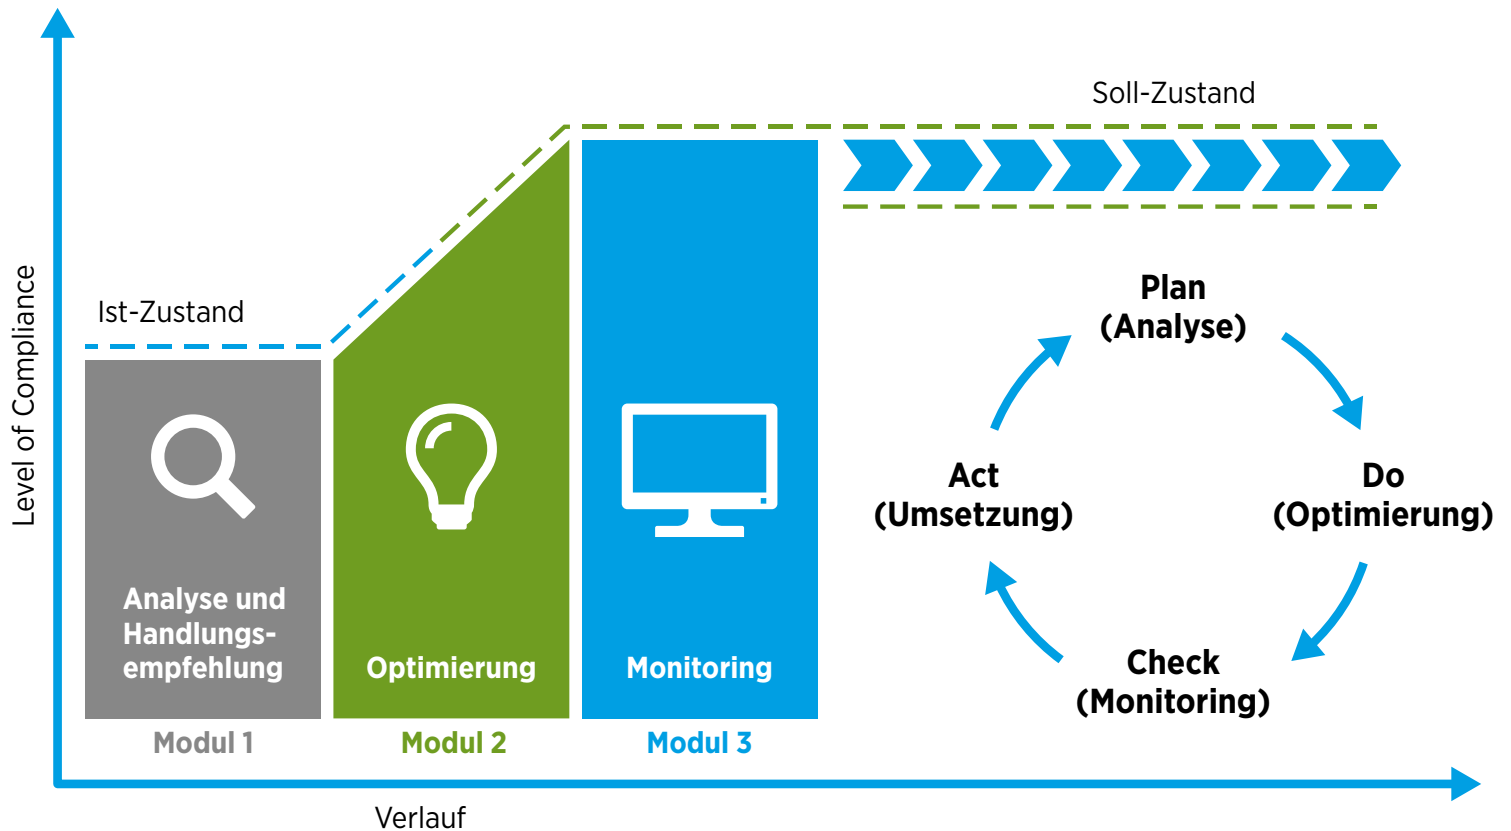 Level of Compliance
Soll-Zustand
Ist-Zustand
Analyse und
Handlungs-
empfehlung
Modul 1
Optimierung
Modul 2
Monitoring
Modul 3
Plan
(Analyse)
Do
(Optimierung)
Check
(Monitoring)
Act
(Umsetzung)
Verlauf